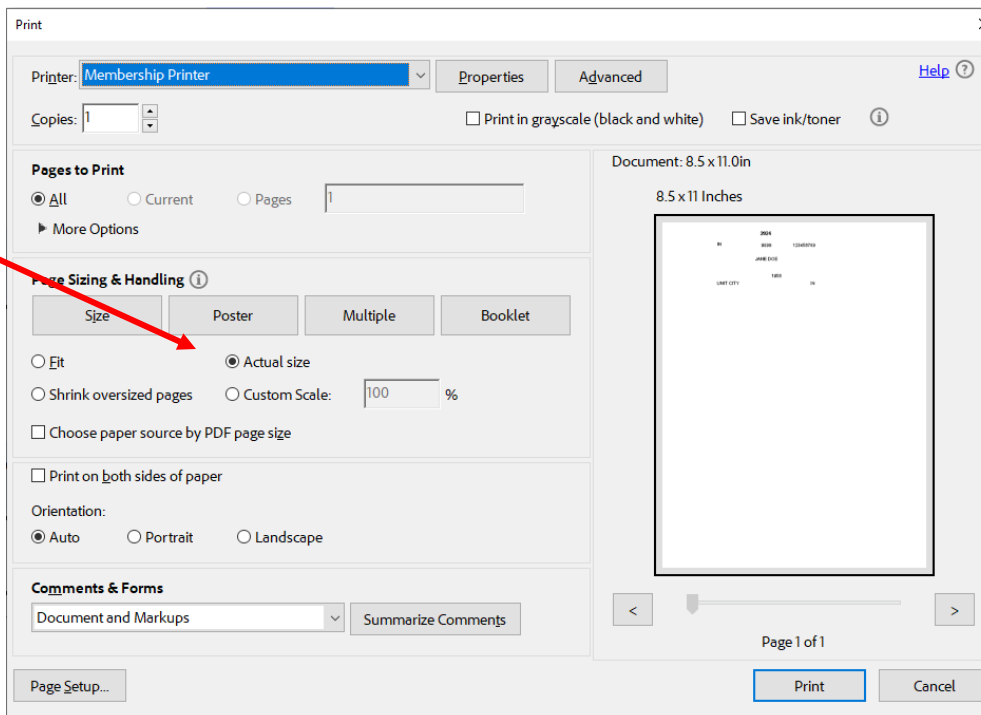 Print
Printer: Membership Printer Properties Advanced Help
Copies: 1 Print in grayscale (black and white) Save ink/toner
Pages to Print
All Current Pages 1
More Options
Page Sizing & Handling
Size Poster Multiple Booklet
Fit Actual size
Shrink oversized pages Custom Scale: 100 %
Choose paper source by PDF page size
Print on both sides of paper
Orientation:
Auto Portrait Landscape
Comments & Forms
Document and Markups Summarize Comments
Page Setup...
Document: 8.5 x 11.0in
8.5 x 11 Inches
IN 123456789
JANE DOE
UNIT CITY IN
< >
Page 1 of 1
Print Cancel